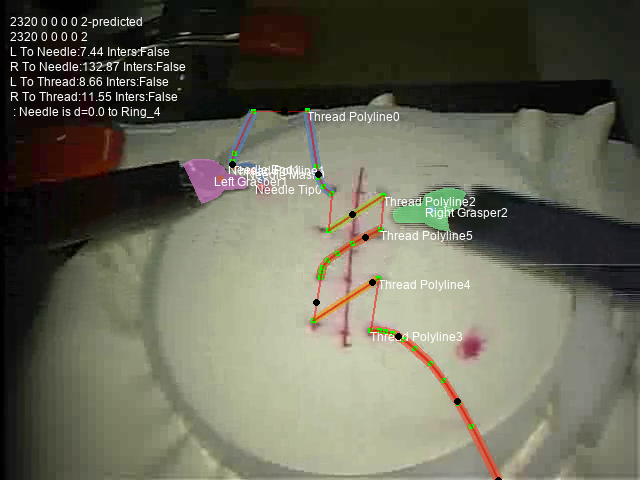 2320 0 0 0 0 2-predicted
2320 0 0 0 0 2
L To Needle:7.44 Inters:False
R To Needle:132.87 Inters:False
L To Thread:8.66 Inters:False
R To Thread:11.55 Inters:False
: Needle is d=0.0 to Ring_4
Thread Polyline0
Left Grasper1
Needle Tip0
Thread Polyline2
Right Grasper2
Thread Polyline5
Thread Polyline4
Thread Polyline3